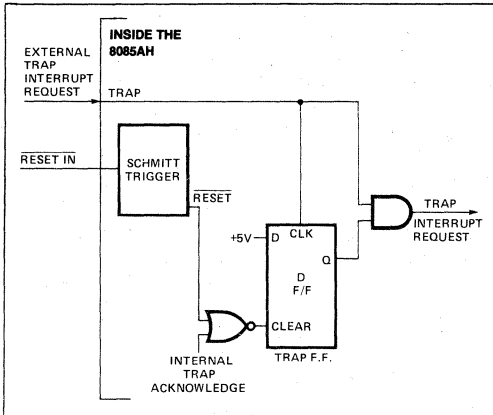 INSIDE THE
8085AH
EXTERNAL
TRAP
INTERRUPT
REQUEST
TRAP
RESET IN
SCHMITT
TRIGGER
RESET
+5V
D
CLK
Q
D
F/F
CLEAR
TRAP F.F.
TRAP
INTERRUPT
REQUEST
INTERNAL
TRAP
ACKNOWLEDGE